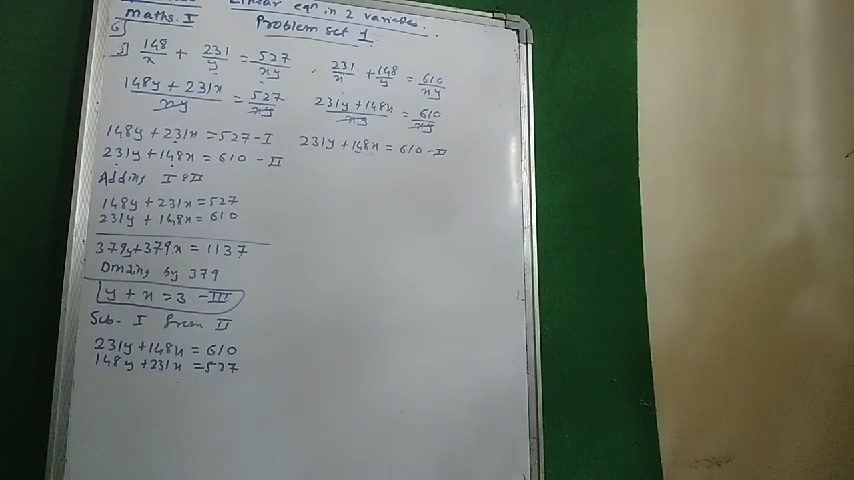 Maths. I
Linear eqn in 2 variables.
Problem set 1.
6]
1] 148/x + 231/y = 527/xy , 231/x + 148/y = 610/xy
148y + 231x / xy = 527/xy
231y + 148x / xy = 610/xy
148y + 231x = 527 - I
231y + 148x = 610 - II
231y + 148x = 610 - II
Adding I & II
148y + 231x = 527
231y + 148x = 610
379y + 379x = 1137
Dividing by 379
y + x = 3 - III
Sub. I from II
231y + 148x = 610
148y + 231x = 527